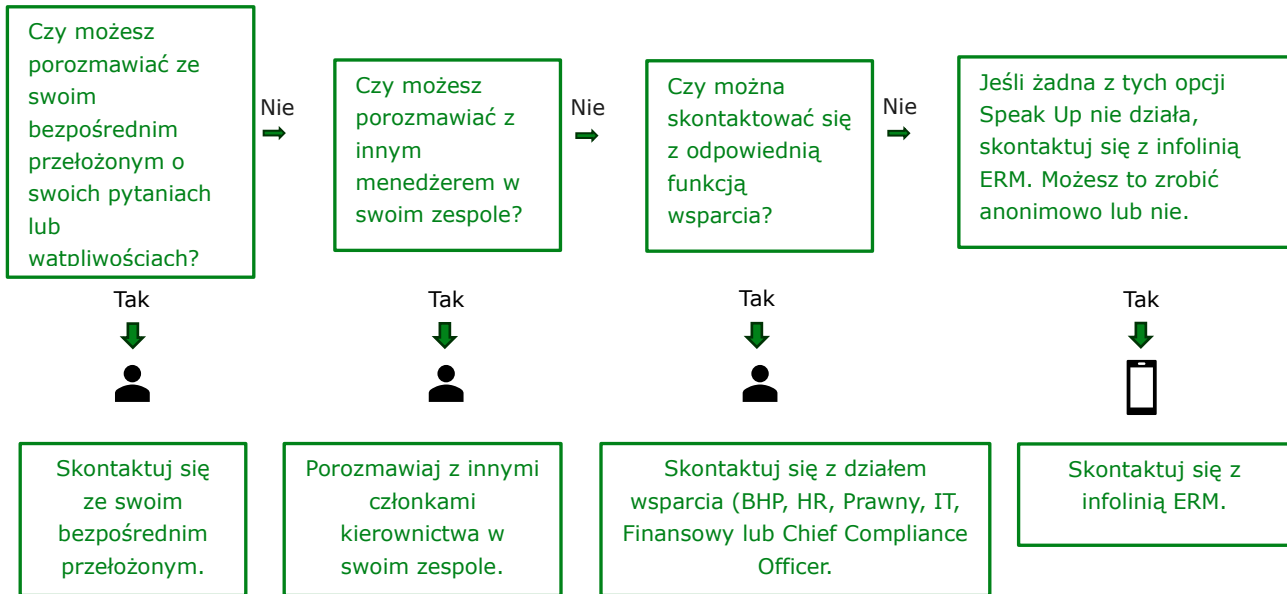 Czy możesz
porozmawiać ze
swoim
bezpośrednim
przełożonym o
swoich pytaniach
lub
wątpliwościach?
Nie
Czy możesz
porozmawiać z
innym
menedżerem w
swoim zespole?
Nie
Czy można
skontaktować się
z odpowiednią
funkcją
wsparcia?
Nie
Jeśli żadna z tych opcji
Speak Up nie działa,
skontaktuj się z infolinią
ERM. Możesz to zrobić
anonimowo lub nie.
Tak
Tak
Tak
Tak
Skontaktuj się
ze swoim
bezpośrednim
przełożonym.
Porozmawiaj z innymi
członkami
kierownictwa w
swoim zespole.
Skontaktuj się z działem
wsparcia (BHP, HR, Prawny, IT,
Finansowy lub Chief Compliance
Officer.
Skontaktuj się z
infolinią ERM.